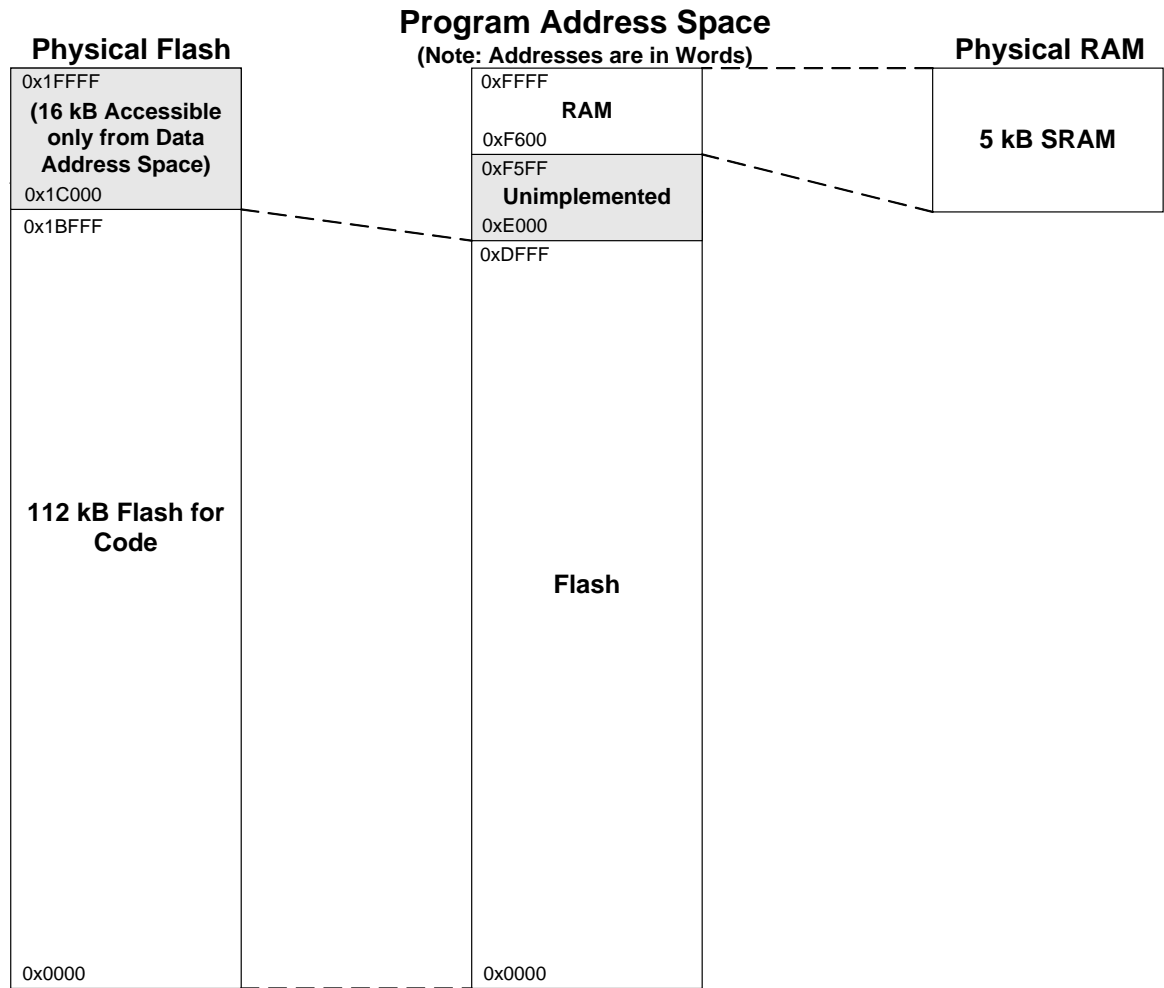 Physical Flash
0x1FFFF
(16 kB Accessible
only from Data
Address Space)
0x1C000
0x1BFFF
112 kB Flash for
Code
0x0000
Program Address Space
(Note: Addresses are in Words)
0xFFFF
RAM
0xF600
0xF5FF
Unimplemented
0xE000
0xDFFF
Flash
0x0000
Physical RAM
5 kB SRAM